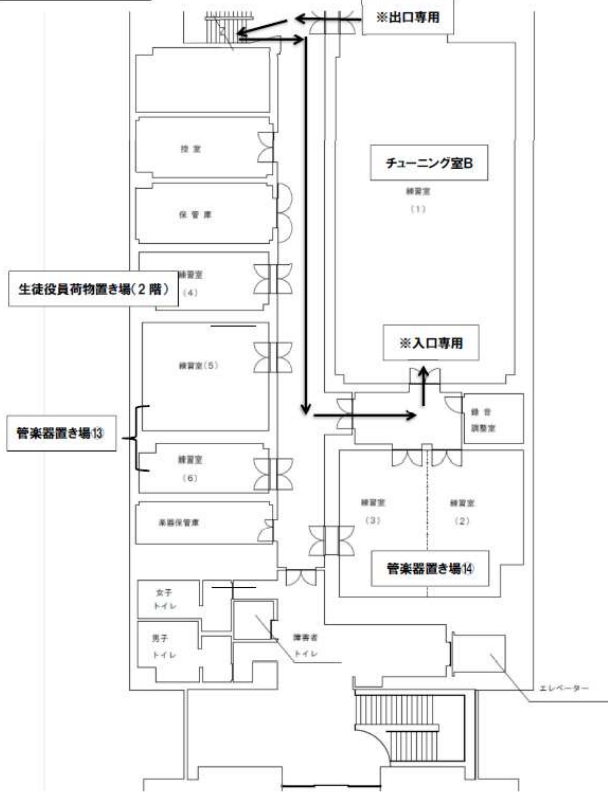 ※出口専用
控室
チューニング室B
練習室
(1)
保管庫
練習室
(4)
生徒役員荷物置き場(2階)
※入口専用
練習室(5)
録音
調整室
管楽器置き場⑬
練習室
(6)
練習室
(3)
練習室
(2)
楽器保管庫
管楽器置き場⑭
女子
トイレ
男子
トイレ
障害者
トイレ
エレベーター